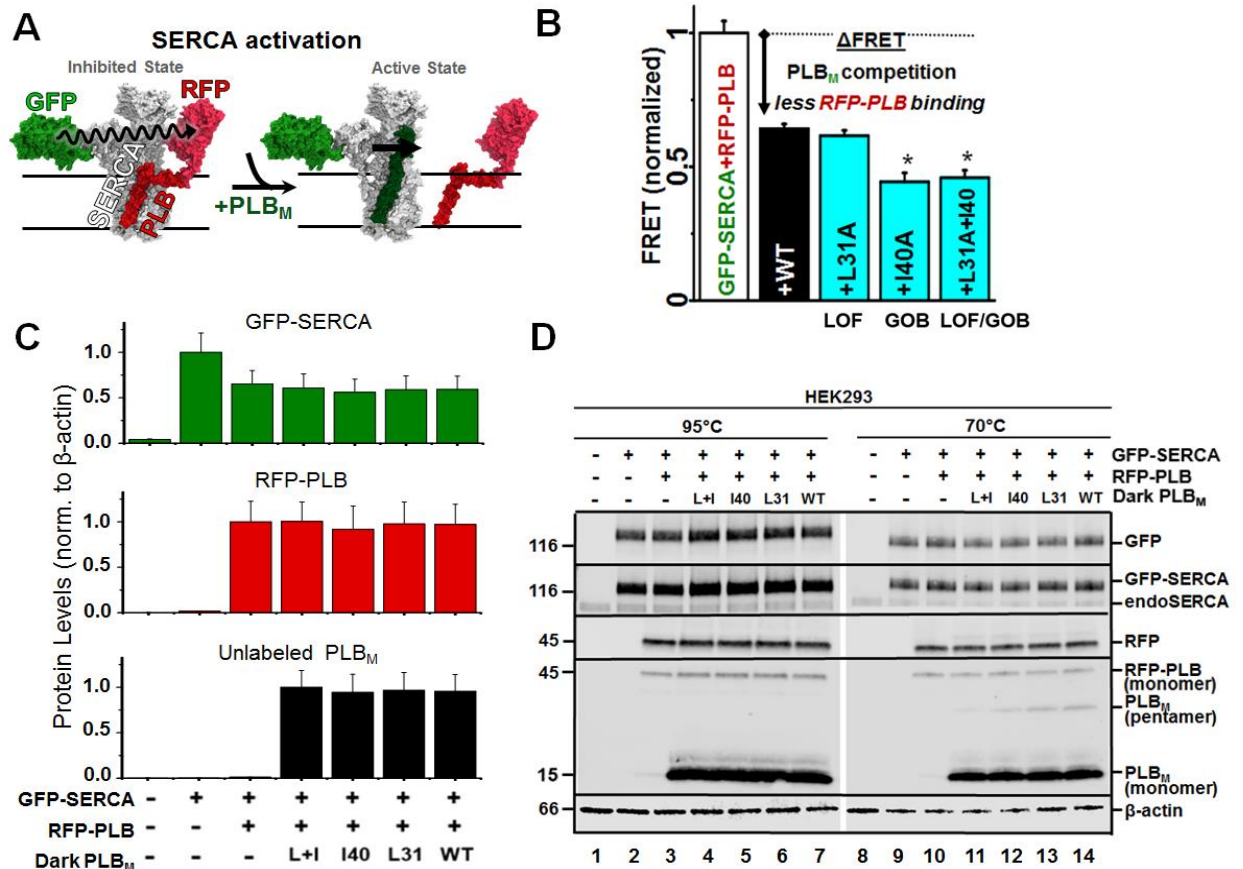 A
SERCA activation
Inhibited State
Active State
GFP
RFP
SERCA
PLB
+PLBM
B
FRET (normalized)
1
0.5
0
ΔFRET
PLBM competition
less RFP-PLB binding
* *
GFP-SERCA+RFP-PLB
+WT
+L31A
+I40A
+L31A+I40
LOF GOB LOF/GOB
C
Protein Levels (norm. to β-actin)
GFP-SERCA
1.0
0.5
0.0
RFP-PLB
1.0
0.5
0.0
Unlabeled PLBM
1.0
0.5
0.0
GFP-SERCA - + + + + + +
RFP-PLB - - + + + + +
Dark PLBM - - - L+I I40 L31 WT
D
HEK293
95°C 70°C
- + + + + + + - + + + + + + GFP-SERCA
- - + + + + + - - + + + + + RFP-PLB
- - - L+I I40 L31 WT - - - L+I I40 L31 WT Dark PLBM
116 GFP
116 GFP-SERCA
endoSERCA
45 RFP
45 RFP-PLB
(monomer)
PLBM
(pentamer)
15 PLBM
(monomer)
66 β-actin
1 2 3 4 5 6 7 8 9 10 11 12 13 14